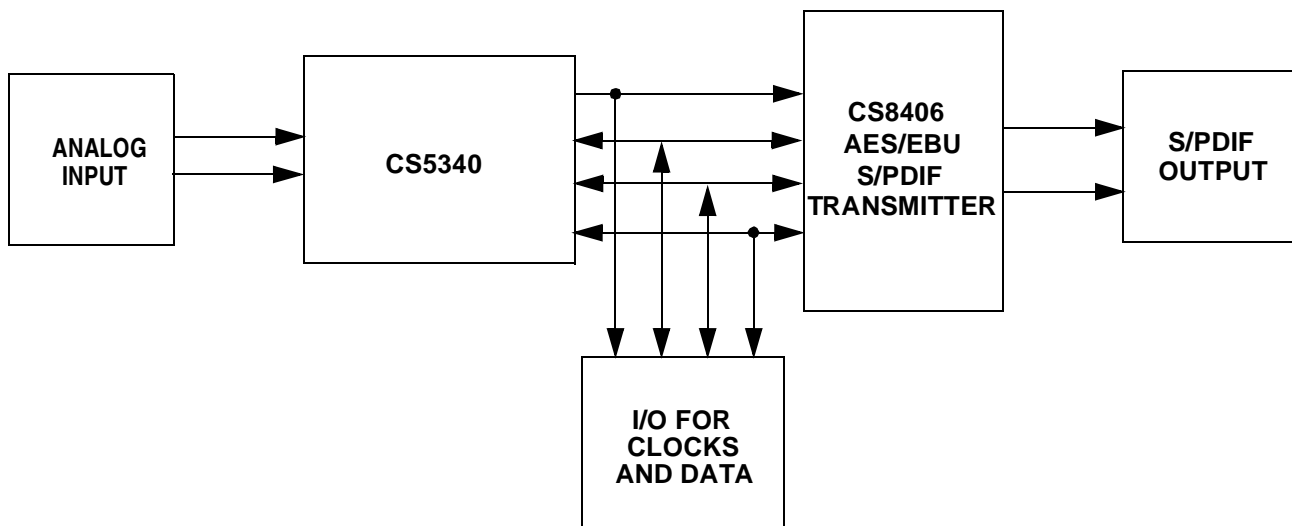 ANALOG
INPUT
CS5340
CS8406
AES/EBU
S/PDIF
TRANSMITTER
S/PDIF
OUTPUT
I/O FOR
CLOCKS
AND DATA